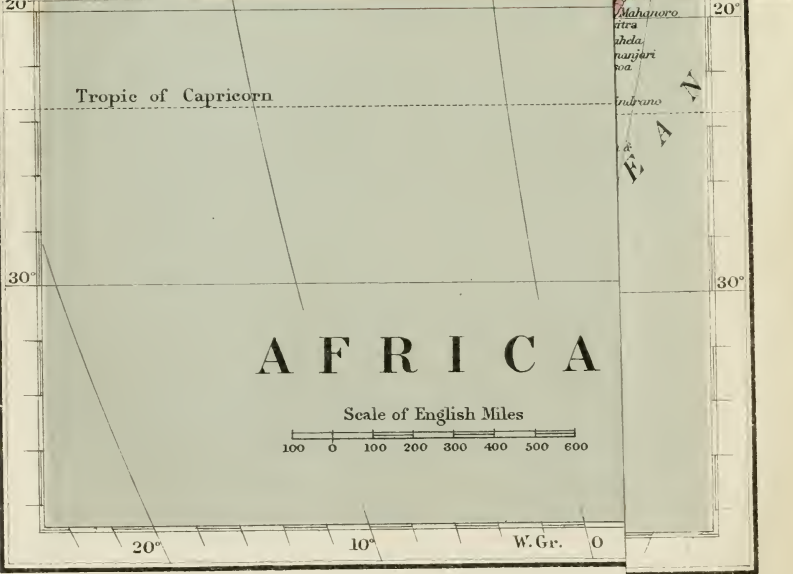 20° Mahanoro 20°
Tropic of Capricorn
E A N
30° 30°
AFRICA
Scale of English Miles
100 0 100 200 300 400 500 600
20° 10° W.Gr. 0